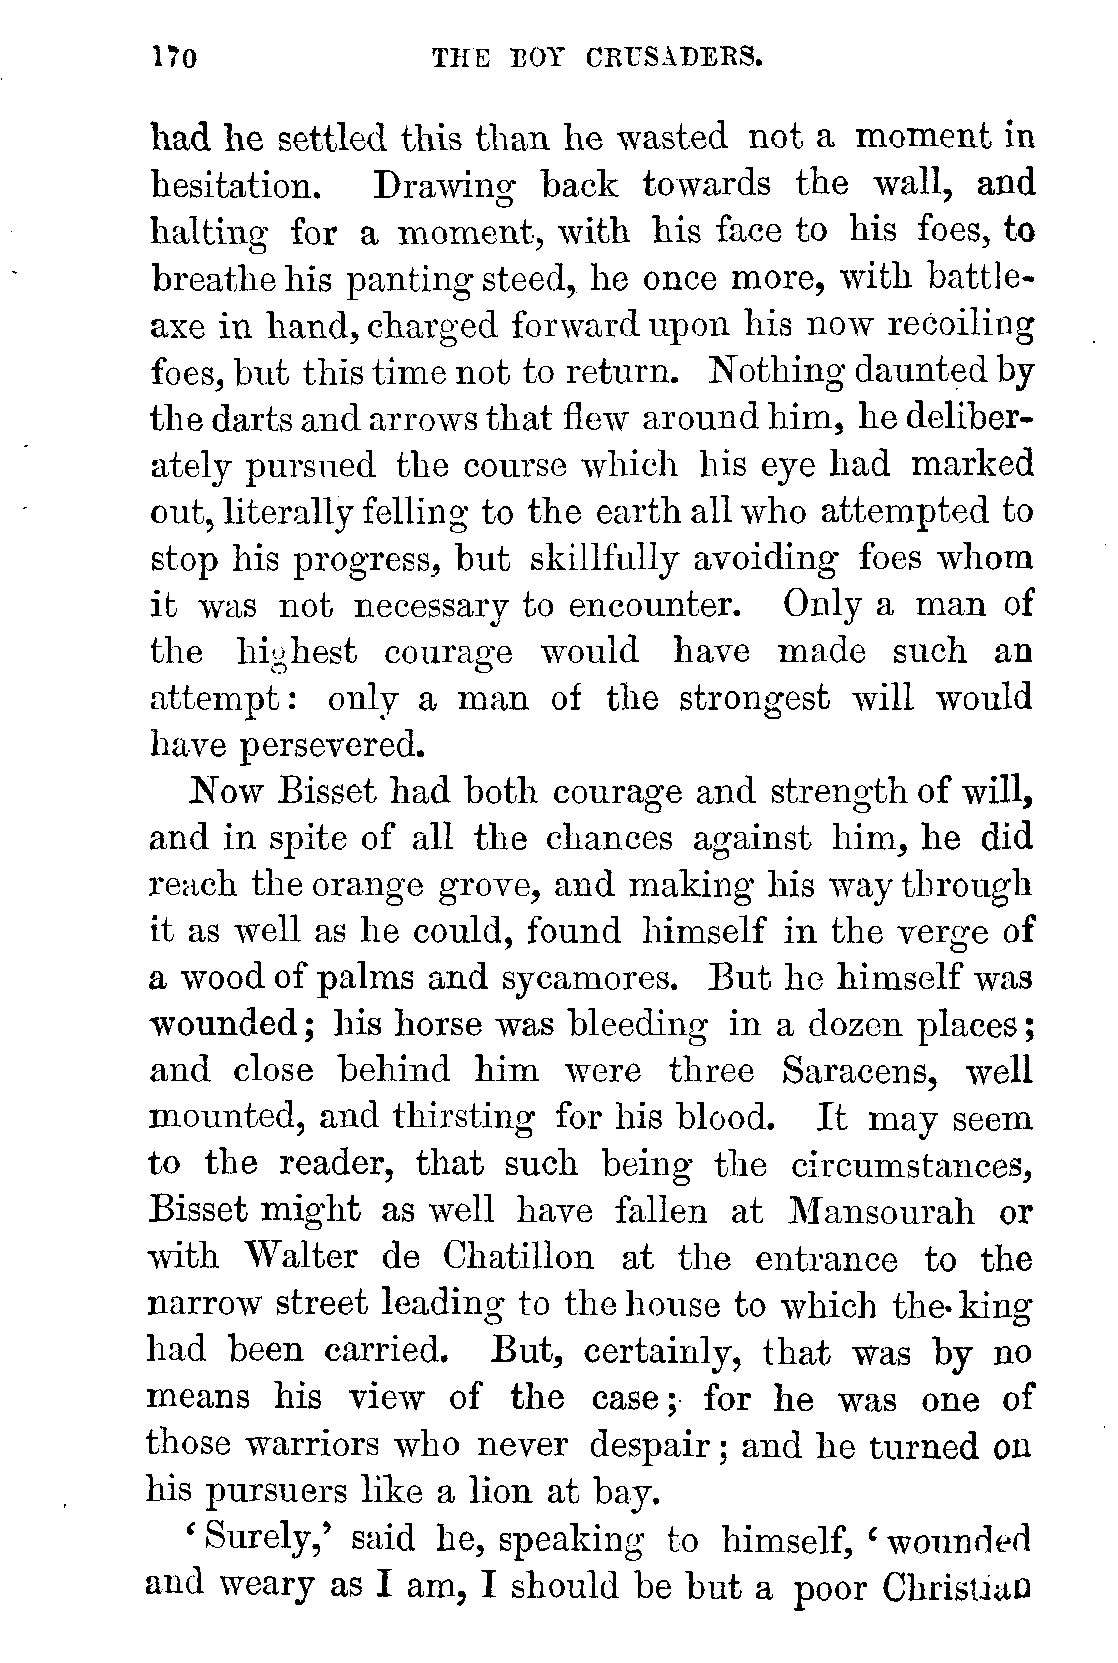 170 THE BOY CRUSADERS.
had he settled this than he wasted not a moment in
hesitation. Drawing back towards the wall, and
halting for a moment, with his face to his foes, to
breathe his panting steed, he once more, with battle-
axe in hand, charged forward upon his now recoiling
foes, but this time not to return. Nothing daunted by
the darts and arrows that flew around him, he deliber-
ately pursued the course which his eye had marked
out, literally felling to the earth all who attempted to
stop his progress, but skillfully avoiding foes whom
it was not necessary to encounter. Only a man of
the highest courage would have made such an
attempt: only a man of the strongest will would
have persevered.
Now Bisset had both courage and strength of will,
and in spite of all the chances against him, he did
reach the orange grove, and making his way through
it as well as he could, found himself in the verge of
a wood of palms and sycamores. But he himself was
wounded; his horse was bleeding in a dozen places;
and close behind him were three Saracens, well
mounted, and thirsting for his blood. It may seem
to the reader, that such being the circumstances,
Bisset might as well have fallen at Mansourah or
with Walter de Chatillon at the entrance to the
narrow street leading to the house to which the king
had been carried. But, certainly, that was by no
means his view of the case; for he was one of
those warriors who never despair; and he turned on
his pursuers like a lion at bay.
‘Surely,’ said he, speaking to himself, ‘wounded
and weary as I am, I should be but a poor Christian